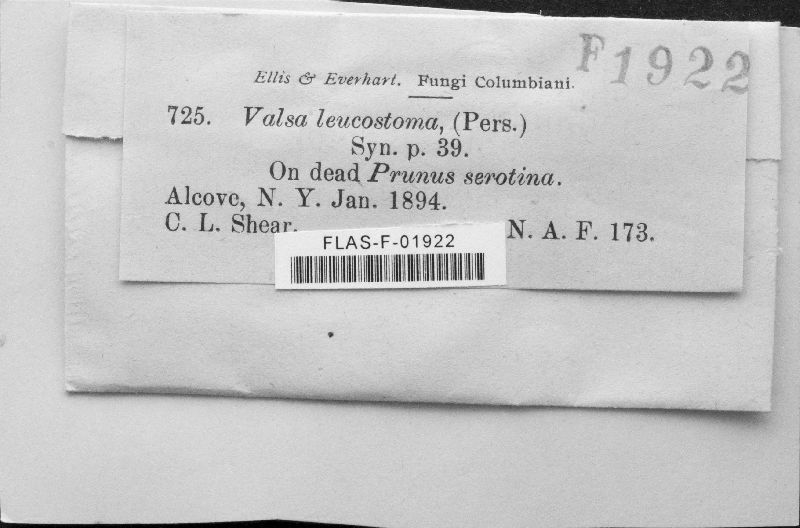 Ellis & Everhart. Fungi Columbiani.
F1922
725. Valsa leucostoma, (Pers.)
Syn. p. 39.
On dead Prunus serotina.
Alcove, N. Y. Jan. 1894.
C. L. Shear. N. A. F. 173.
FLAS-F-01922